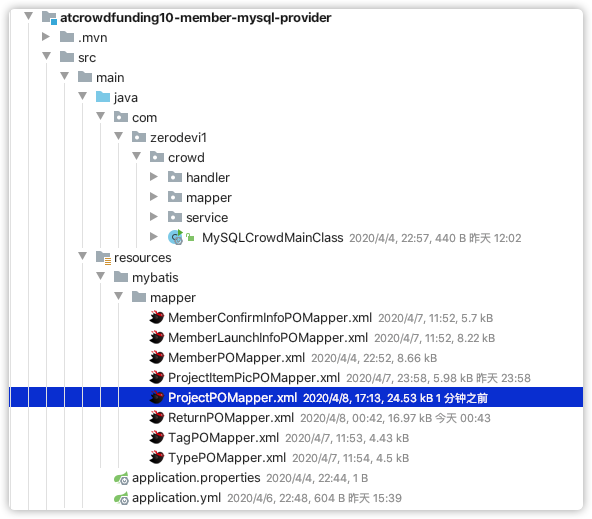 atcrowdfunding10-member-mysql-provider
.mvn
src
main
java
com
zerodevi1
crowd
handler
mapper
service
MySQLCrowdMainClass 2020/4/4, 22:57, 440 B 昨天 12:02
resources
mybatis
mapper
MemberConfirmInfoPOMapper.xml 2020/4/7, 11:52, 5.7 kB
MemberLaunchInfoPOMapper.xml 2020/4/7, 11:52, 8.22 kB
MemberPOMapper.xml 2020/4/4, 22:52, 8.66 kB
ProjectItemPicPOMapper.xml 2020/4/7, 23:58, 5.98 kB 昨天 23:58
ProjectPOMapper.xml 2020/4/8, 17:13, 24.53 kB 1 分钟之前
ReturnPOMapper.xml 2020/4/8, 00:42, 16.97 kB 今天 00:43
TagPOMapper.xml 2020/4/7, 11:53, 4.43 kB
TypePOMapper.xml 2020/4/7, 11:54, 4.5 kB
application.properties 2020/4/4, 22:44, 1 B
application.yml 2020/4/6, 22:48, 604 B 昨天 15:39